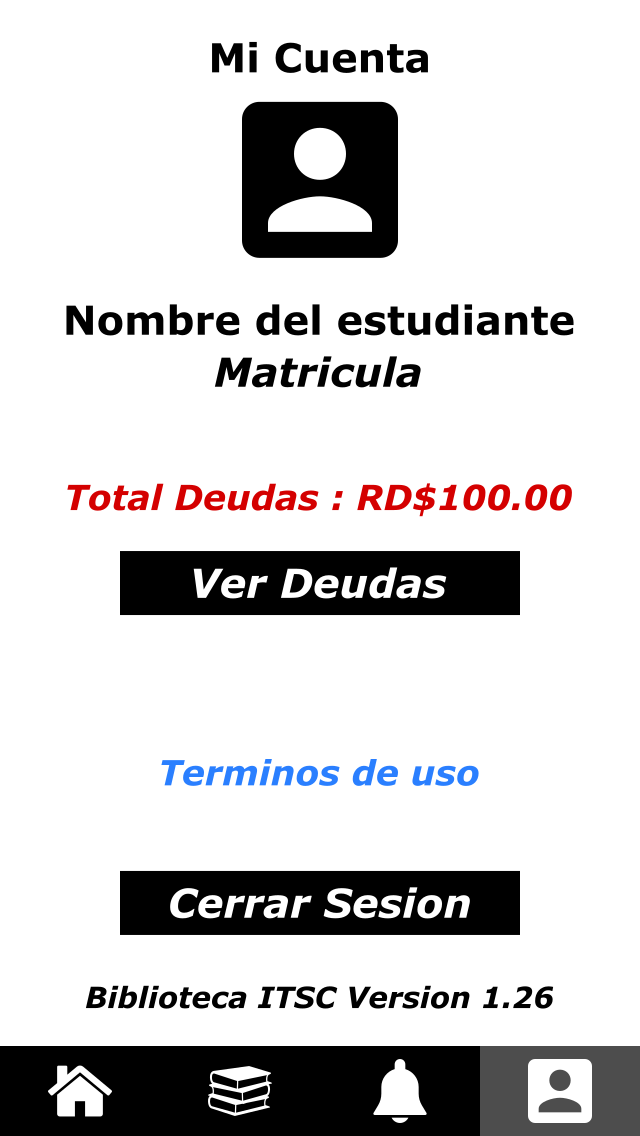 Mi Cuenta
Nombre del estudiante
Matricula
Total Deudas : RD$100.00
Ver Deudas
Terminos de uso
Cerrar Sesion
Biblioteca ITSC Version 1.26